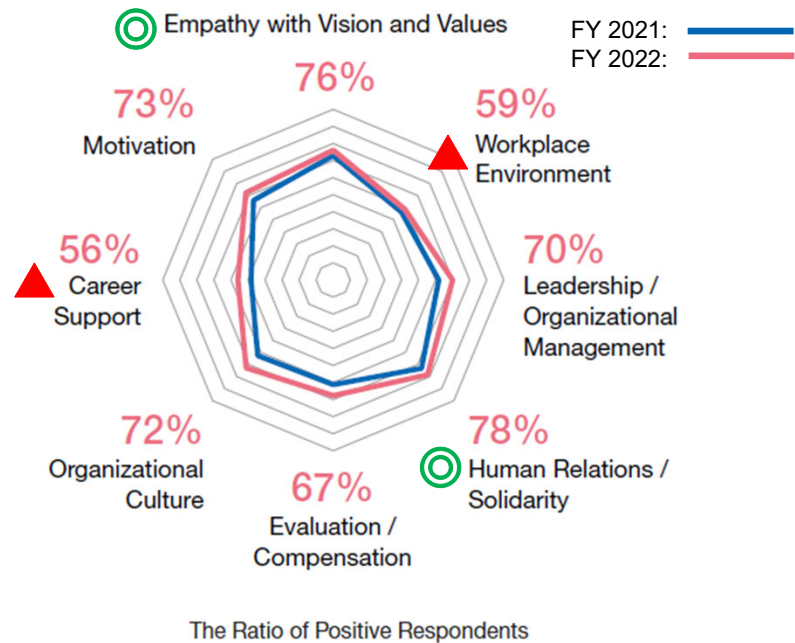 Empathy with Vision and Values
FY 2021:
FY 2022:
76%
73%
Motivation
59%
Workplace
Environment
56%
Career
Support
70%
Leadership /
Organizational
Management
72%
Organizational
Culture
67%
Evaluation /
Compensation
78%
Human Relations /
Solidarity
The Ratio of Positive Respondents